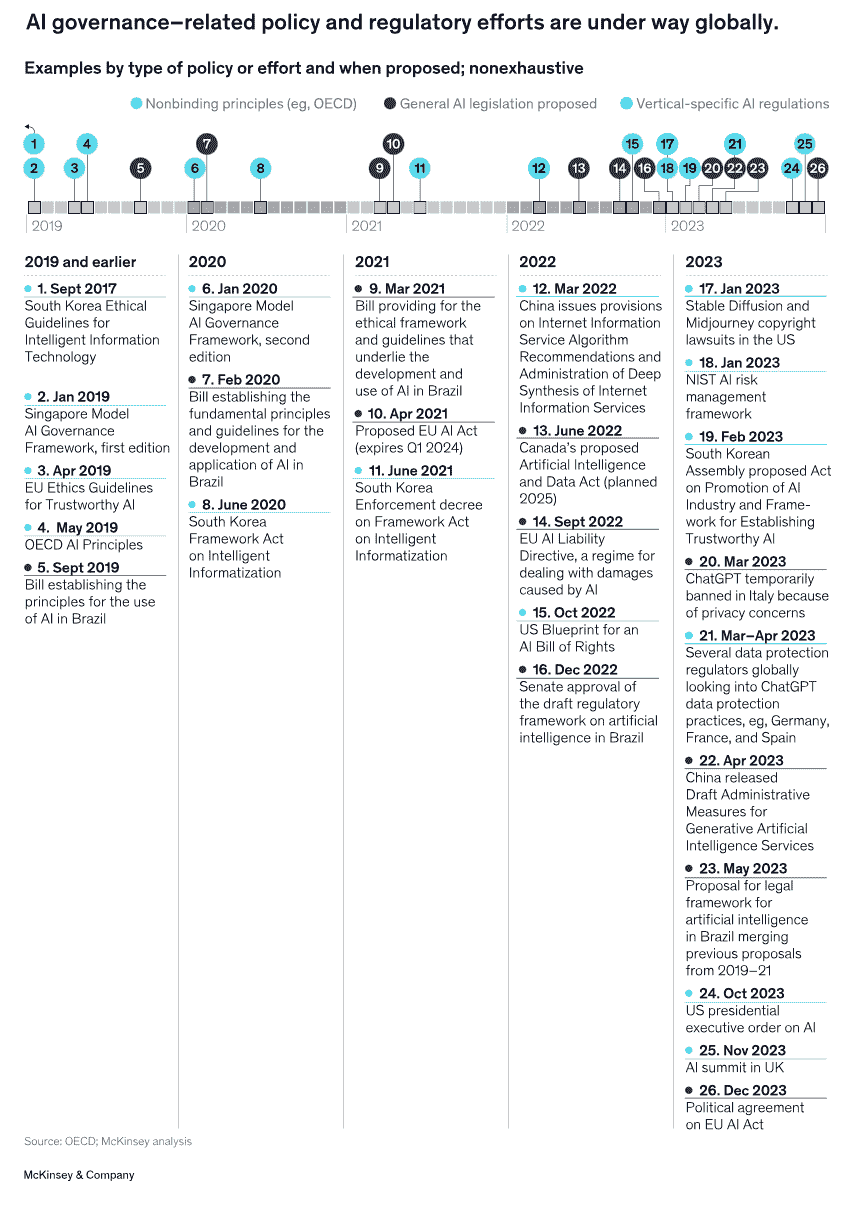 AI governance–related policy and regulatory efforts are under way globally.
Examples by type of policy or effort and when proposed; nonexhaustive
Nonbinding principles (eg, OECD)
General AI legislation proposed
Vertical-specific AI regulations
1 4 7 10 15 17 21 25
2 3 5 6 8 9 11 12 13 14 16 18 19 20 22 23 24 26
2019 2020 2021 2022 2023
2019 and earlier
1. Sept 2017
South Korea Ethical
Guidelines for
Intelligent Information
Technology
2. Jan 2019
Singapore Model
AI Governance
Framework, first edition
3. Apr 2019
EU Ethics Guidelines
for Trustworthy AI
4. May 2019
OECD AI Principles
5. Sept 2019
Bill establishing the
principles for the use
of AI in Brazil
2020
6. Jan 2020
Singapore Model
AI Governance
Framework, second
edition
7. Feb 2020
Bill establishing the
fundamental principles
and guidelines for the
development and
application of AI in
Brazil
8. June 2020
South Korea
Framework Act
on Intelligent
Informatization
2021
9. Mar 2021
Bill providing for the
ethical framework
and guidelines that
underlie the
development and
use of AI in Brazil
10. Apr 2021
Proposed EU AI Act
(expires Q1 2024)
11. June 2021
South Korea
Enforcement decree
on Framework Act
on Intelligent
Informatization
2022
12. Mar 2022
China issues provisions
on Internet Information
Service Algorithm
Recommendations and
Administration of Deep
Synthesis of Internet
Information Services
13. June 2022
Canada's proposed
Artificial Intelligence
and Data Act (planned
2025)
14. Sept 2022
EU AI Liability
Directive, a regime for
dealing with damages
caused by AI
15. Oct 2022
US Blueprint for an
AI Bill of Rights
16. Dec 2022
Senate approval of
the draft regulatory
framework on artificial
intelligence in Brazil
2023
17. Jan 2023
Stable Diffusion and
Midjourney copyright
lawsuits in the US
18. Jan 2023
NIST AI risk
management
framework
19. Feb 2023
South Korean
Assembly proposed Act
on Promotion of AI
Industry and Frame-
work for Establishing
Trustworthy AI
20. Mar 2023
ChatGPT temporarily
banned in Italy because
of privacy concerns
21. Mar–Apr 2023
Several data protection
regulators globally
looking into ChatGPT
data protection
practices, eg, Germany,
France, and Spain
22. Apr 2023
China released
Draft Administrative
Measures for
Generative Artificial
Intelligence Services
23. May 2023
Proposal for legal
framework for
artificial intelligence
in Brazil merging
previous proposals
from 2019–21
24. Oct 2023
US presidential
executive order on AI
25. Nov 2023
AI summit in UK
26. Dec 2023
Political agreement
on EU AI Act
Source: OECD; McKinsey analysis
McKinsey & Company